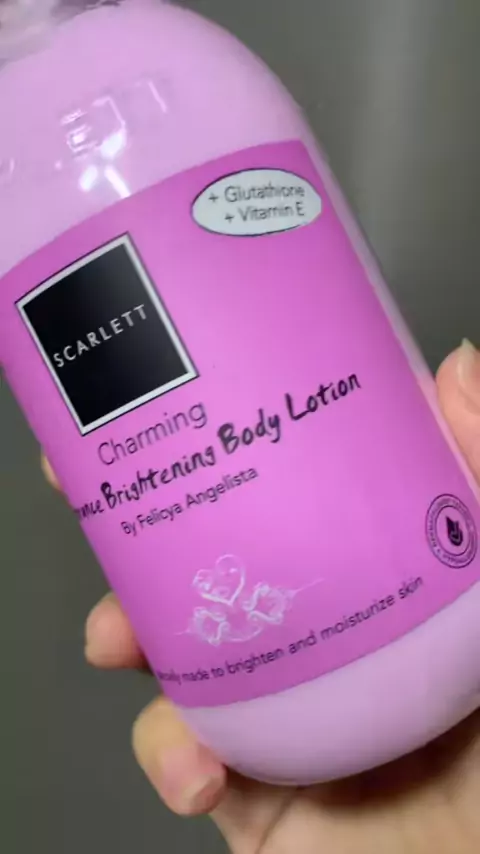 + Glutathione
+ Vitamin E
SCARLETT
Charming
Brightening Body Lotion
By Felicya Angelista
made to brighten and moisturize skin